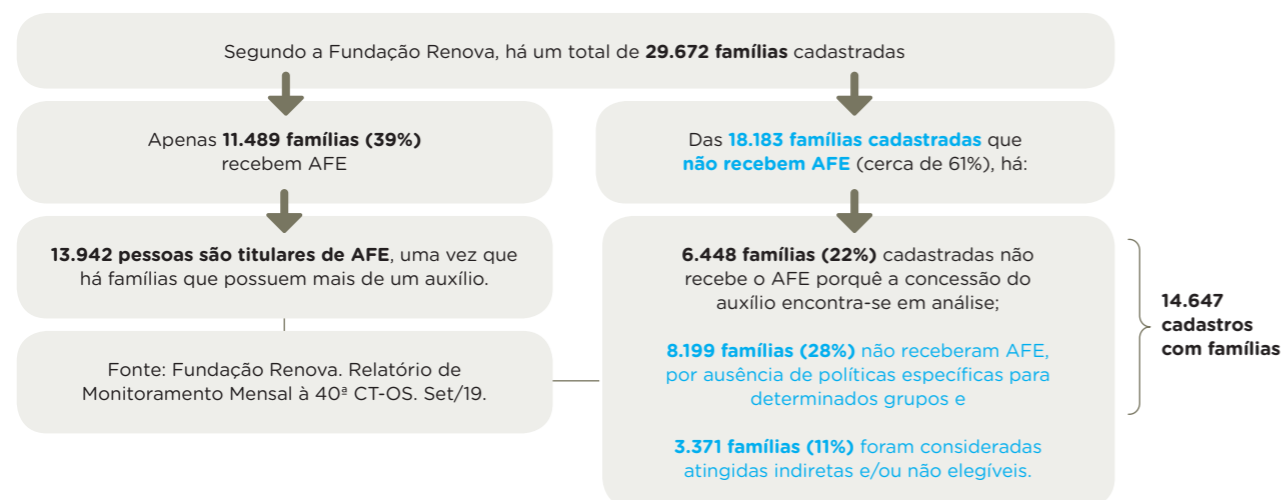 Segundo a Fundação Renova, há um total de 29.672 famílias cadastradas
Apenas 11.489 famílias (39%)
recebem AFE
Das 18.183 famílias cadastradas que
não recebem AFE (cerca de 61%), há:
13.942 pessoas são titulares de AFE, uma vez que
há famílias que possuem mais de um auxílio.
6.448 famílias (22%) cadastradas não
recebe o AFE porquê a concessão do
auxílio encontra-se em análise;
8.199 famílias (28%) não receberam AFE,
por ausência de políticas específicas para
determinados grupos e
3.371 famílias (11%) foram consideradas
atingidas indiretas e/ou não elegíveis.
14.647
cadastros
com famílias
Fonte: Fundação Renova. Relatório de
Monitoramento Mensal à 40ª CT-OS. Set/19.